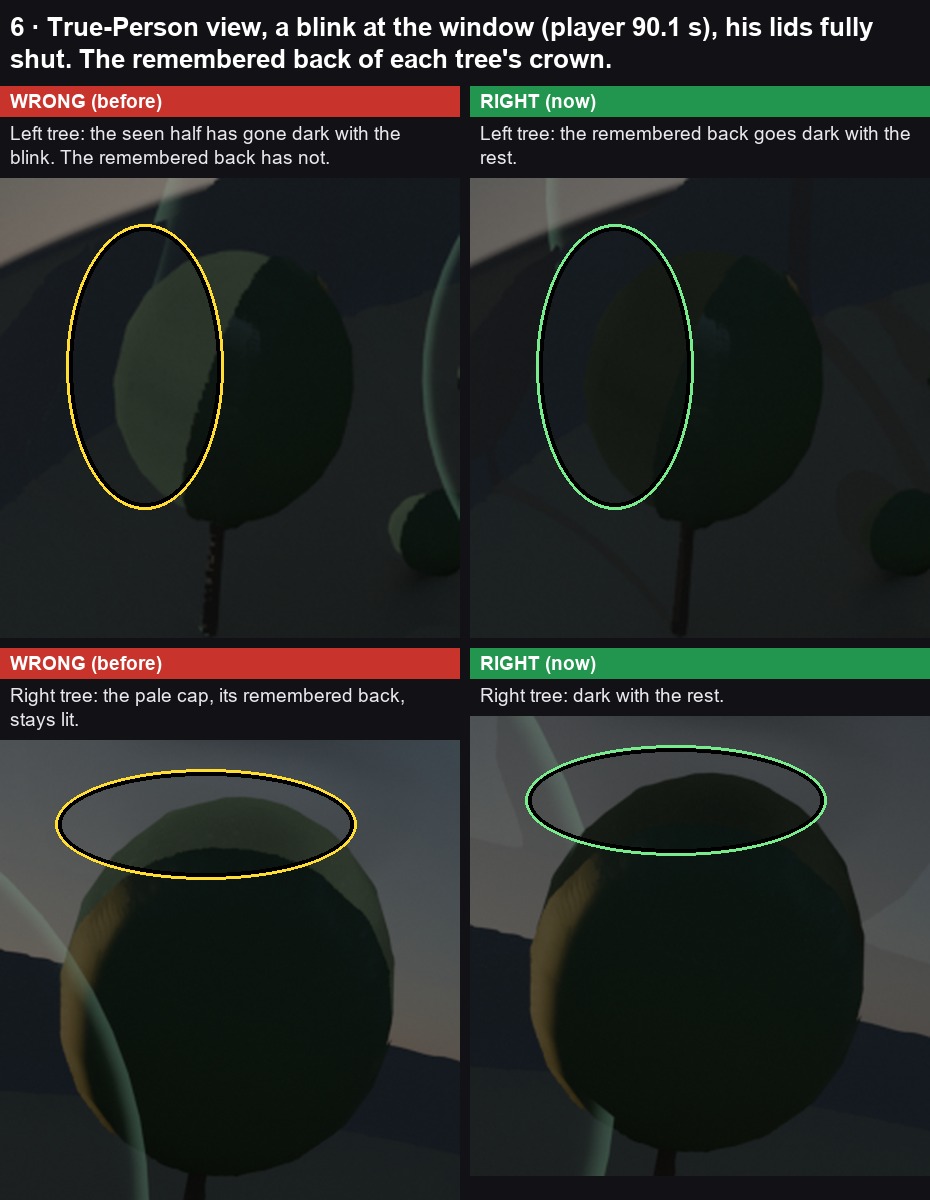 6 · True-Person view, a blink at the window (player 90.1 s), his lids fully
shut. The remembered back of each tree's crown.
WRONG (before)
Left tree: the seen half has gone dark with the
blink. The remembered back has not.
RIGHT (now)
Left tree: the remembered back goes dark with the
rest.
WRONG (before)
Right tree: the pale cap, its remembered back,
stays lit.
RIGHT (now)
Right tree: dark with the rest.